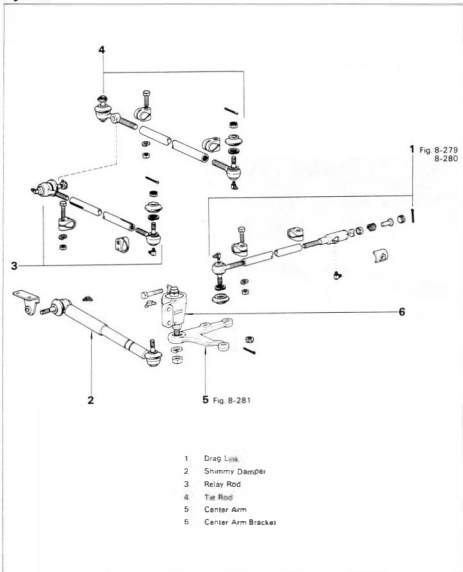 4
1 Fig. 8-279
8-280
3
6
2
5 Fig. 8-281
1 Drag Link
2 Shimmy Damper
3 Relay Rod
4 Tie Rod
5 Center Arm
6 Center Arm Bracket